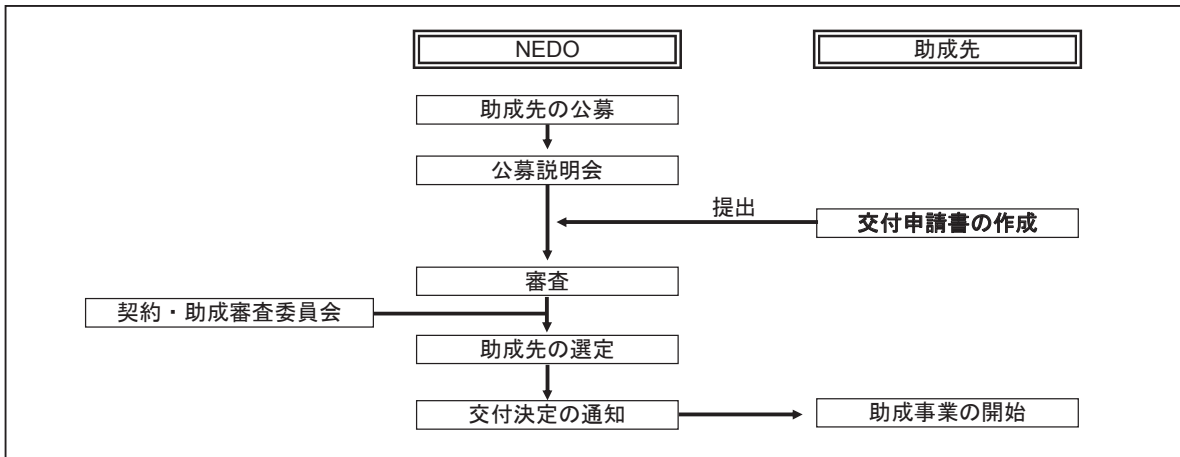 NEDO
助成先
助成先の公募
公募説明会
提出
交付申請書の作成
審査
契約・助成審査委員会
助成先の選定
交付決定の通知
助成事業の開始